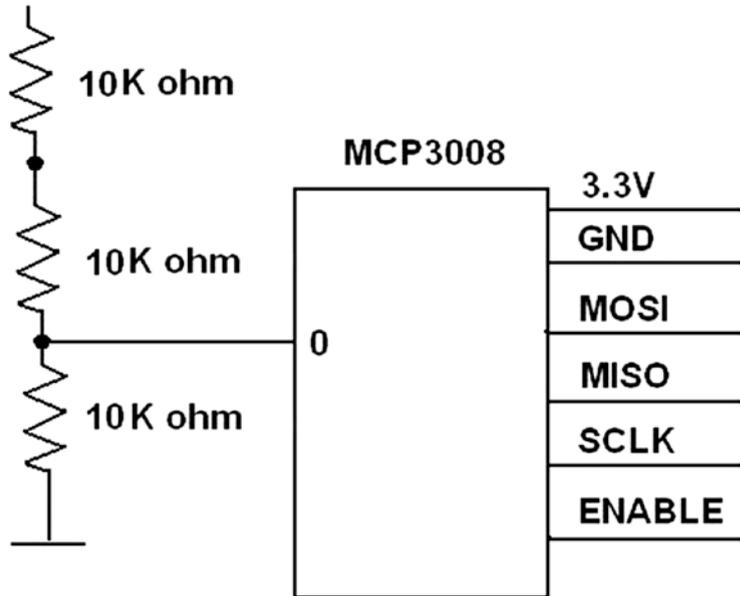 10K ohm
MCP3008
3.3V
GND
10K ohm
MOSI
0
MISO
10K ohm
SCLK
ENABLE